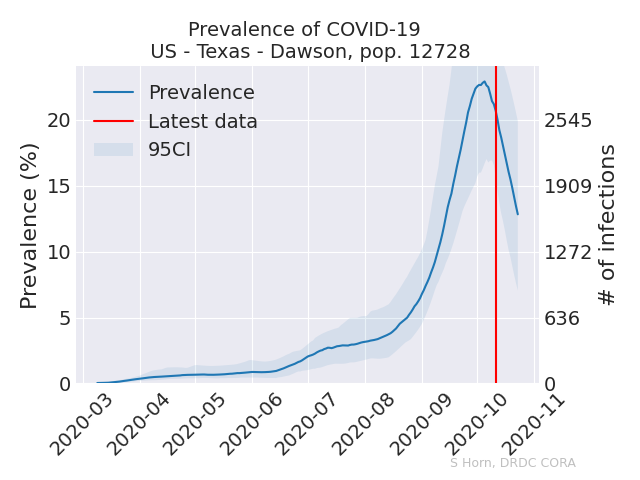 Prevalence of COVID-19
US - Texas - Dawson, pop. 12728
Prevalence
Latest data
95CI
Prevalence (%)
20
15
10
5
0
2545
1909
1272
636
0
# of infections
2020-03
2020-04
2020-05
2020-06
2020-07
2020-08
2020-09
2020-10
2020-11
S Horn, DRDC CORA